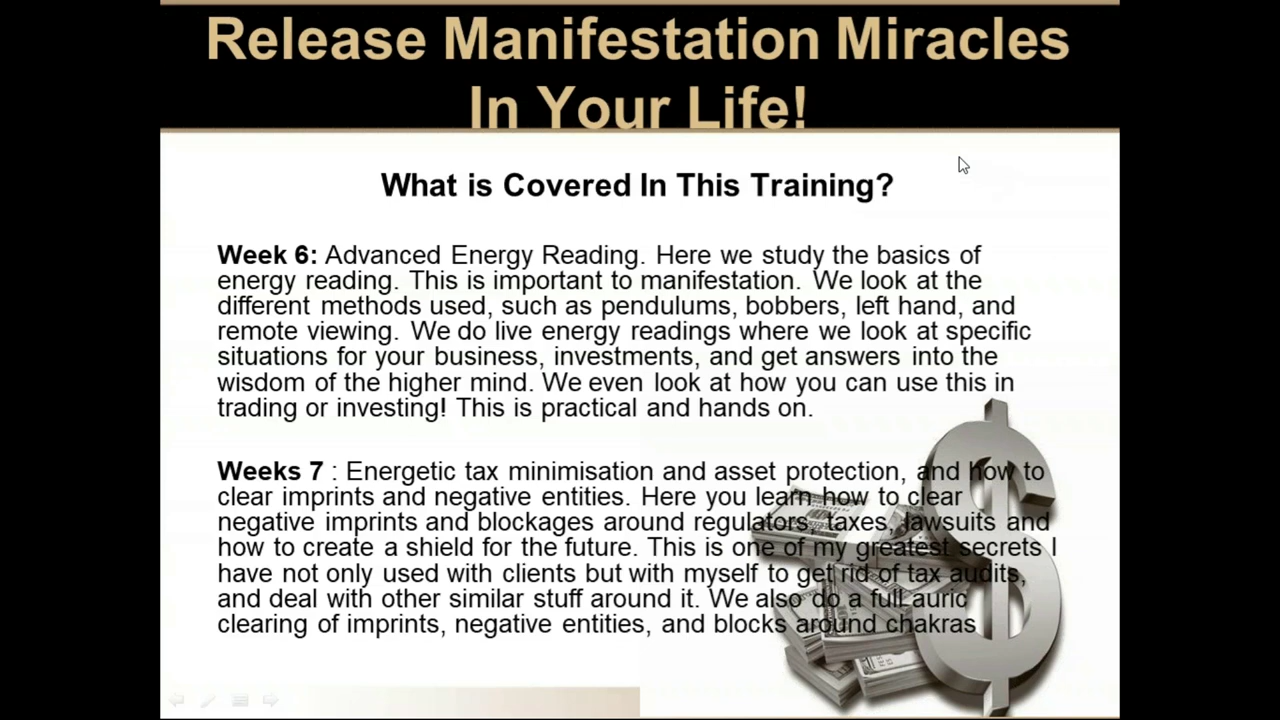 Release Manifestation Miracles
In Your Life!
What is Covered In This Training?
Week 6: Advanced Energy Reading. Here we study the basics of
energy reading. This is important to manifestation. We look at the
different methods used, such as pendulums, bobbers, left hand, and
remote viewing. We do live energy readings where we look at specific
situations for your business, investments, and get answers into the
wisdom of the higher mind. We even look at how you can use this in
trading or investing! This is practical and hands on.
Weeks 7 : Energetic tax minimisation and asset protection, and how to
clear imprints and negative entities. Here you learn how to clear
negative imprints and blockages around regulators, taxes, lawsuits and
how to create a shield for the future. This is one of my greatest secrets I
have not only used with clients but with myself to get rid of tax audits,
and deal with other similar stuff around it. We also do a full auric
clearing of imprints, negative entities, and blocks around chakras